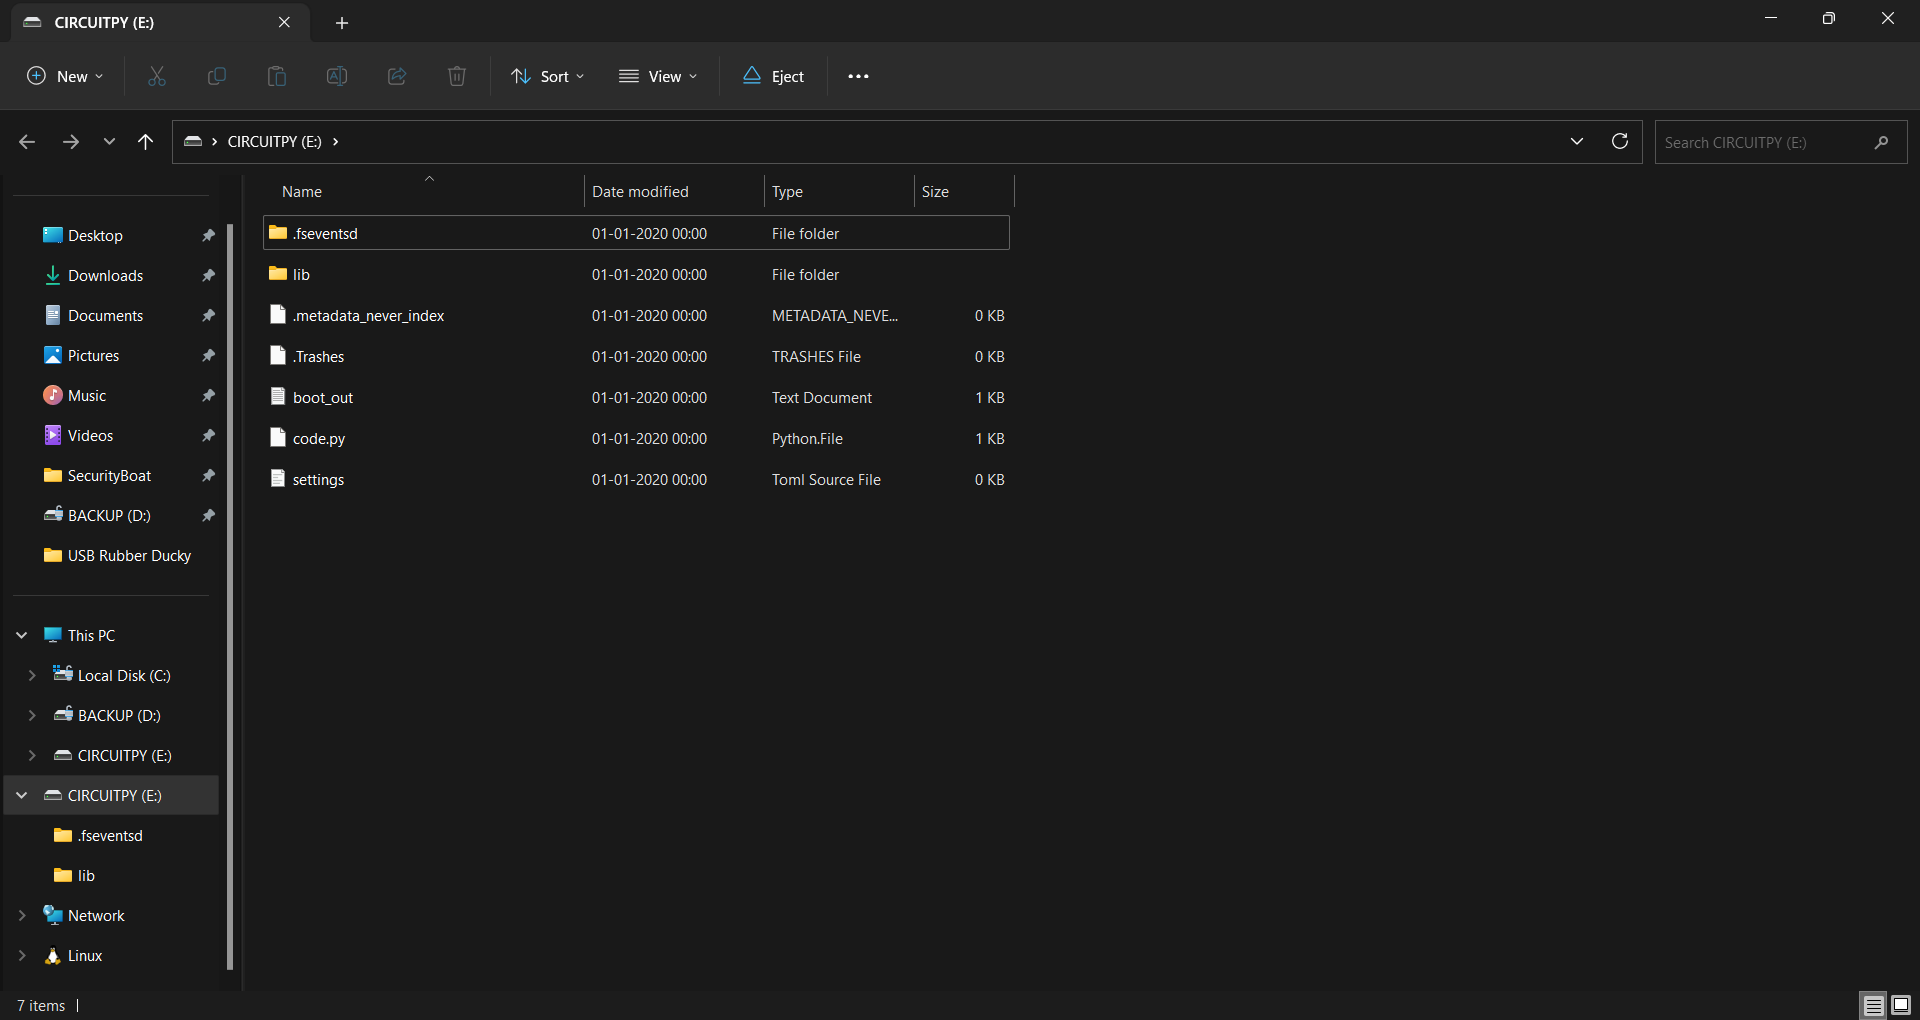 CIRCUITPY (E:)
New
Sort
View
Eject
CIRCUITPY (E:)
Search CIRCUITPY (E:)
Name Date modified Type Size
.fseventsd 01-01-2020 00:00 File folder
lib 01-01-2020 00:00 File folder
.metadata_never_index 01-01-2020 00:00 METADATA_NEVE... 0 KB
.Trashes 01-01-2020 00:00 TRASHES File 0 KB
boot_out 01-01-2020 00:00 Text Document 1 KB
code.py 01-01-2020 00:00 Python.File 1 KB
settings 01-01-2020 00:00 Toml Source File 0 KB
Desktop
Downloads
Documents
Pictures
Music
Videos
SecurityBoat
BACKUP (D:)
USB Rubber Ducky
This PC
Local Disk (C:)
BACKUP (D:)
CIRCUITPY (E:)
CIRCUITPY (E:)
.fseventsd
lib
Network
Linux
7 items